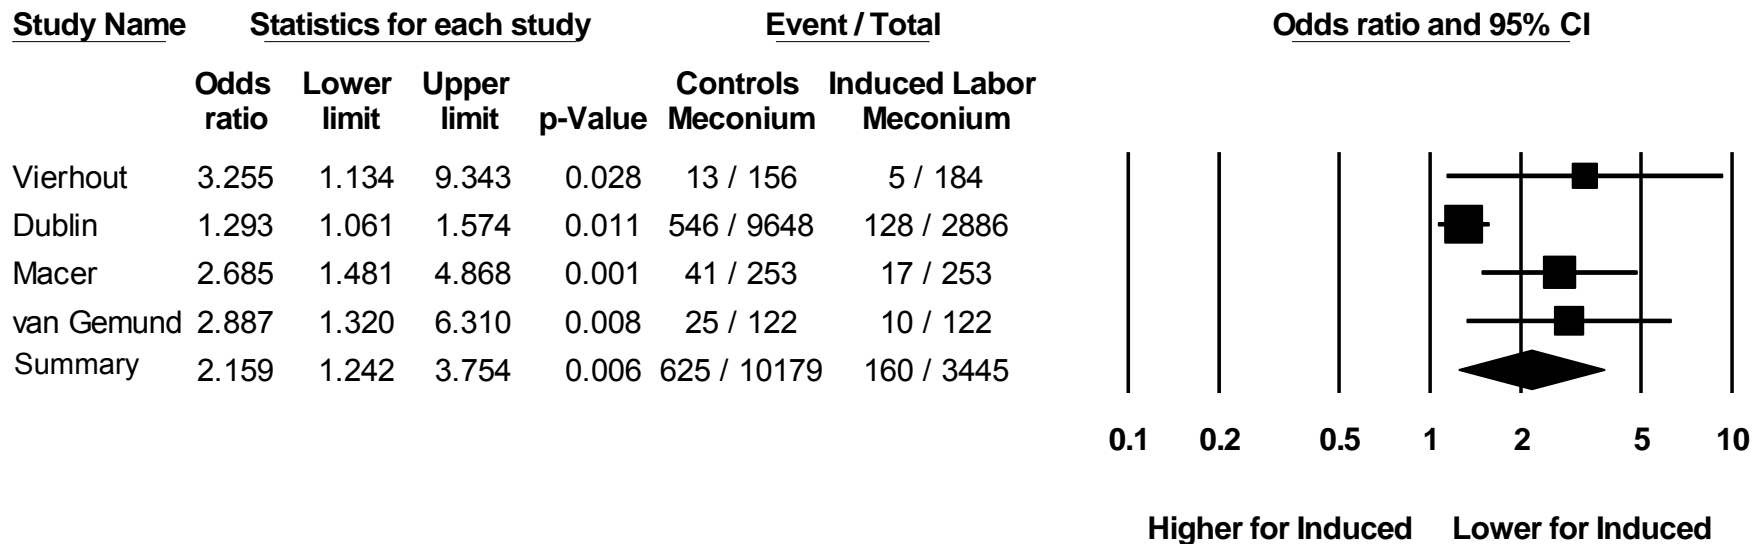 Study Name Statistics for each study Event / Total Odds ratio and 95% CI
Odds ratio Lower limit Upper limit p-Value Controls Meconium Induced Labor Meconium
Vierhout 3.255 1.134 9.343 0.028 13 / 156 5 / 184
Dublin 1.293 1.061 1.574 0.011 546 / 9648 128 / 2886
Macer 2.685 1.481 4.868 0.001 41 / 253 17 / 253
van Gemund 2.887 1.320 6.310 0.008 25 / 122 10 / 122
Summary 2.159 1.242 3.754 0.006 625 / 10179 160 / 3445
0.1 0.2 0.5 1 2 5 10
Higher for Induced Lower for Induced